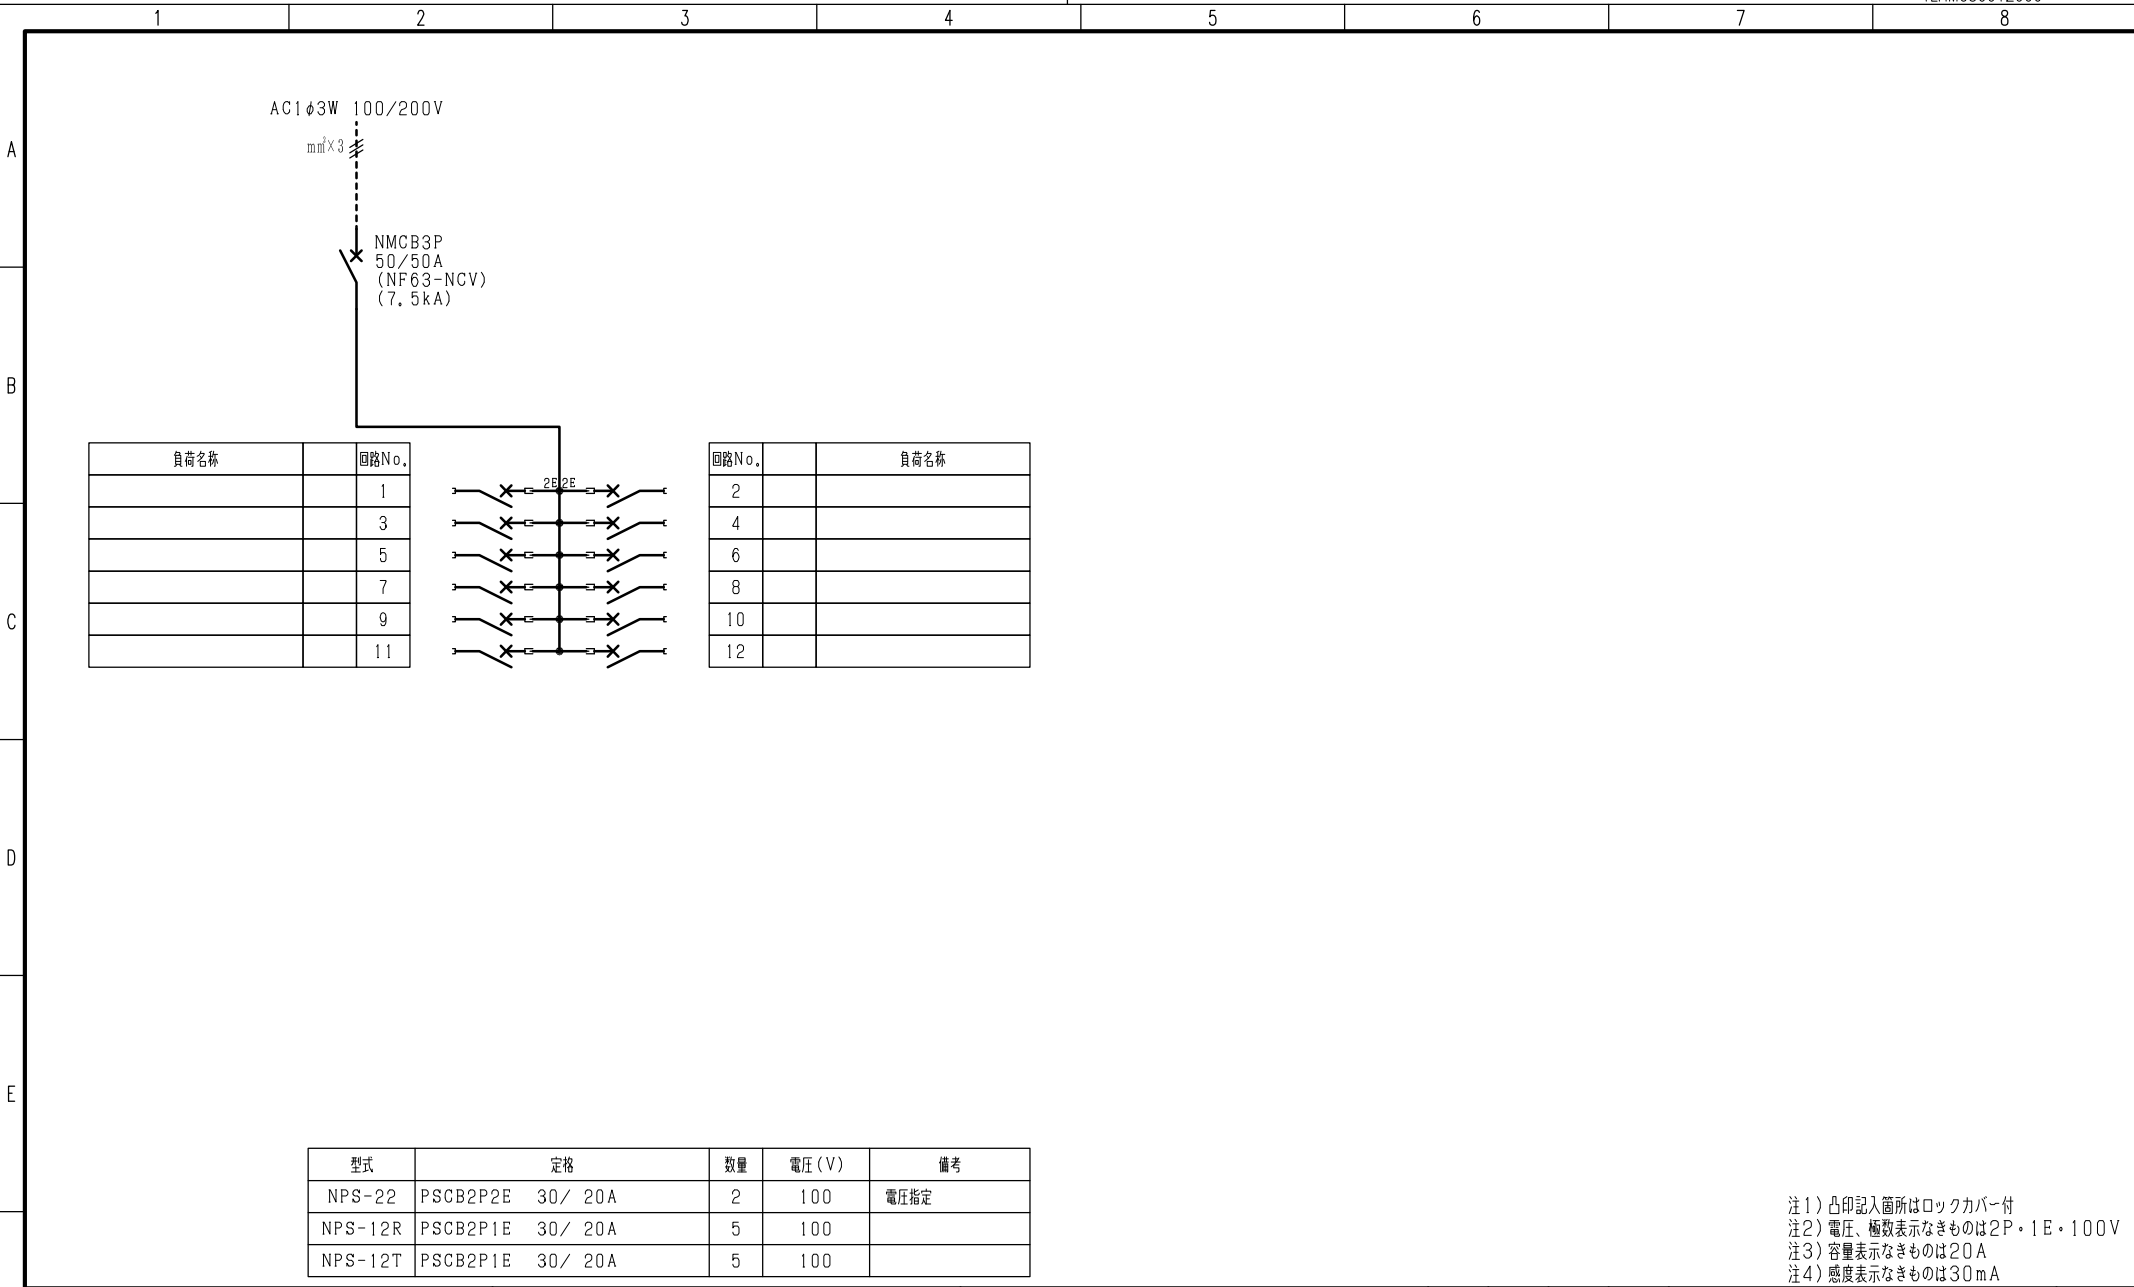 1 2 3 4 5 6 7 8
A
B
C
D
E
AC1φ3W 100/200V
m㎡×3
NMCB3P
50/50A
(NF63-NCV)
(7.5kA)
負荷名称 回路No. 回路No. 負荷名称
2E 2E
1 2
3 4
5 6
7 8
9 10
11 12
型式 定格 数量 電圧(V) 備考
NPS-22 PSCB2P2E 30/ 20A 2 100 電圧指定
NPS-12R PSCB2P1E 30/ 20A 5 100
NPS-12T PSCB2P1E 30/ 20A 5 100
注1)凸印記入箇所はロックカバー付
注2)電圧、極数表示なきものは2P・1E・100V
注3)容量表示なきものは20A
注4)感度表示なきものは30mA